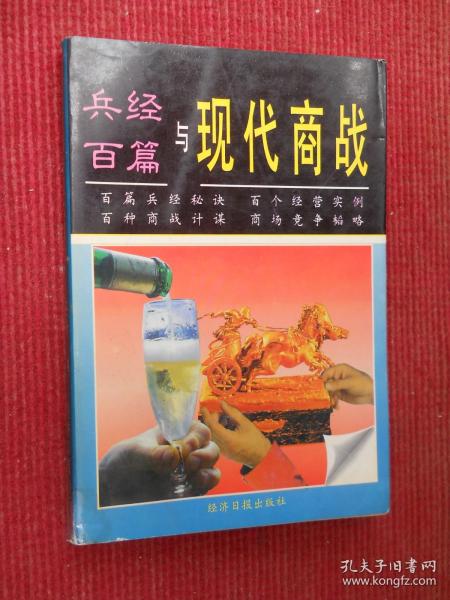 兵经
百篇
与
现代商战
百篇兵经秘诀 百个经营实例
百种商战计谋 商场竞争韬略
经济日报出版社
孔夫子旧书网
www.kongfz.com